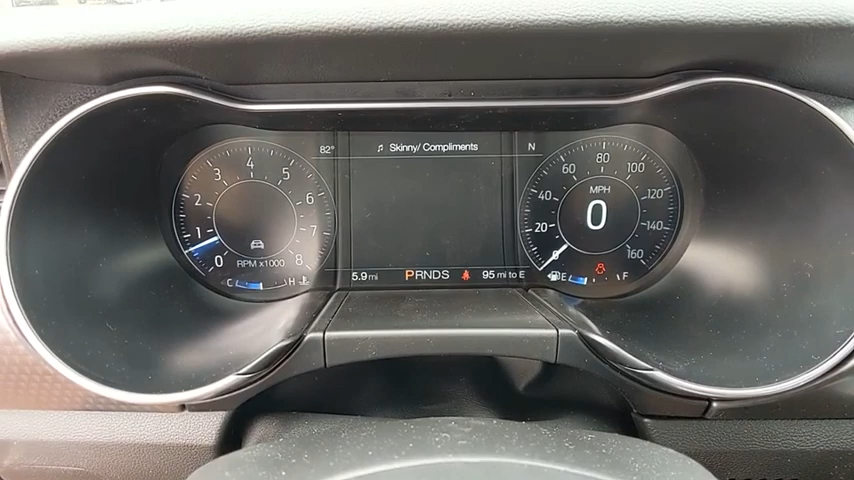 82° ♫ Skinny/ Compliments N
0 1 2 3 4 5 6 7 8
RPM x1000
C H
5.9 mi PRNDS 95 mi to E
0 20 40 60 80 100 120 140 160
MPH
0
E F